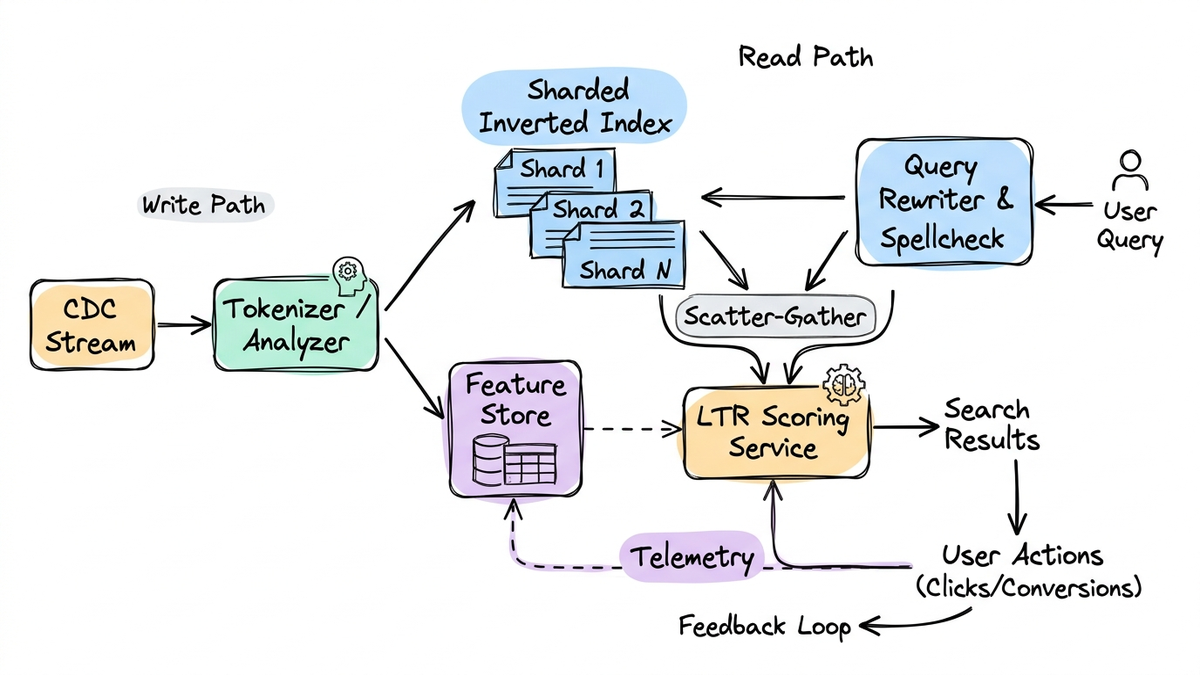 Read Path
Sharded
Inverted Index
Shard 1
Shard 2
Shard N
Query
Rewriter &
Spellcheck
User
Query
Write Path
CDC
Stream
Tokenizer /
Analyzer
Scatter-Gather
Feature
Store
LTR Scoring
Service
Search
Results
Telemetry
User Actions
(Clicks/Conversions)
Feedback Loop